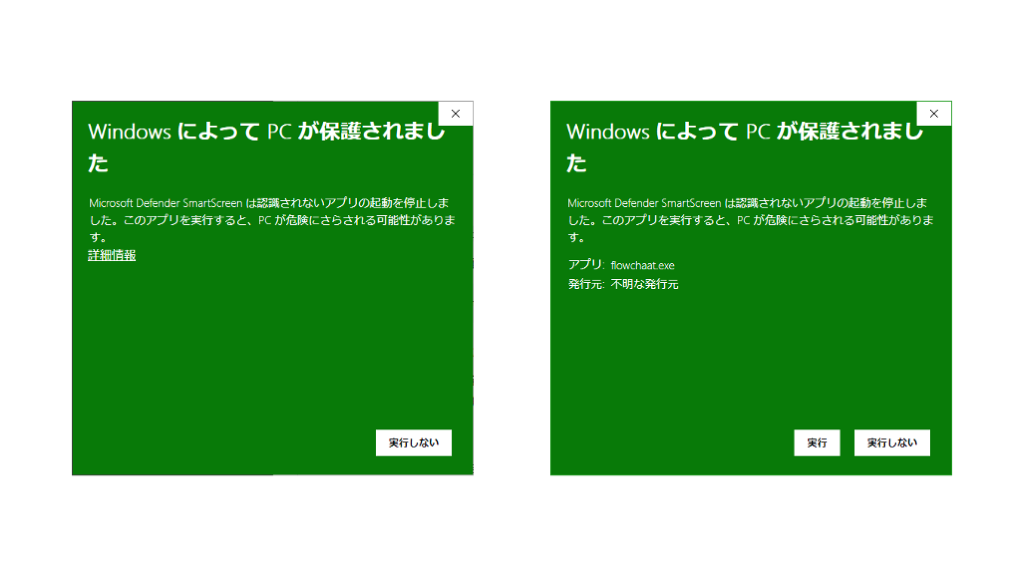 Windows によって PC が保護されまし
た
Microsoft Defender SmartScreen は認識されないアプリの起動を停止しま
した。このアプリを実行すると、PC が危険にさらされる可能性がありま
す。
詳細情報
実行しない
Windows によって PC が保護されまし
た
Microsoft Defender SmartScreen は認識されないアプリの起動を停止しま
した。このアプリを実行すると、PC が危険にさらされる可能性がありま
す。
アプリ: flowchaat.exe
発行元: 不明な発行元
実行 実行しない